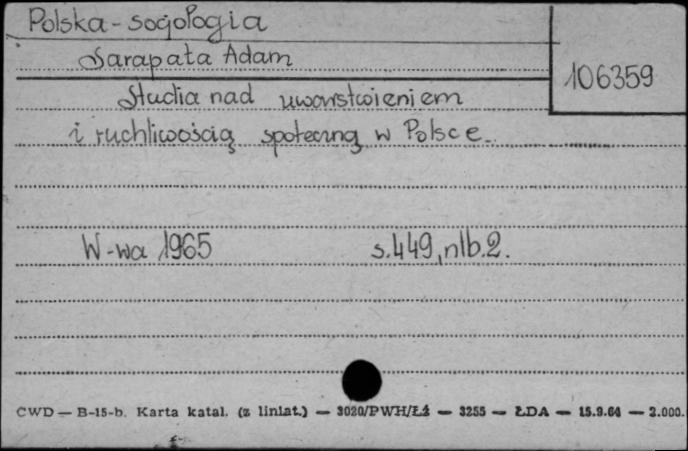 Polska-socjologia
Sarapata Adam
106359
Studia nad uwarstwieniem
i ruchliwością społeczną w Polsce.
W-wa 1965 s.449, nlb.2.
CWD — B-15-b. Karta katal. (z liniat.) — 3020/PWH/Łź — 3255 — ŁDA — 15.9.64 — 2.000.